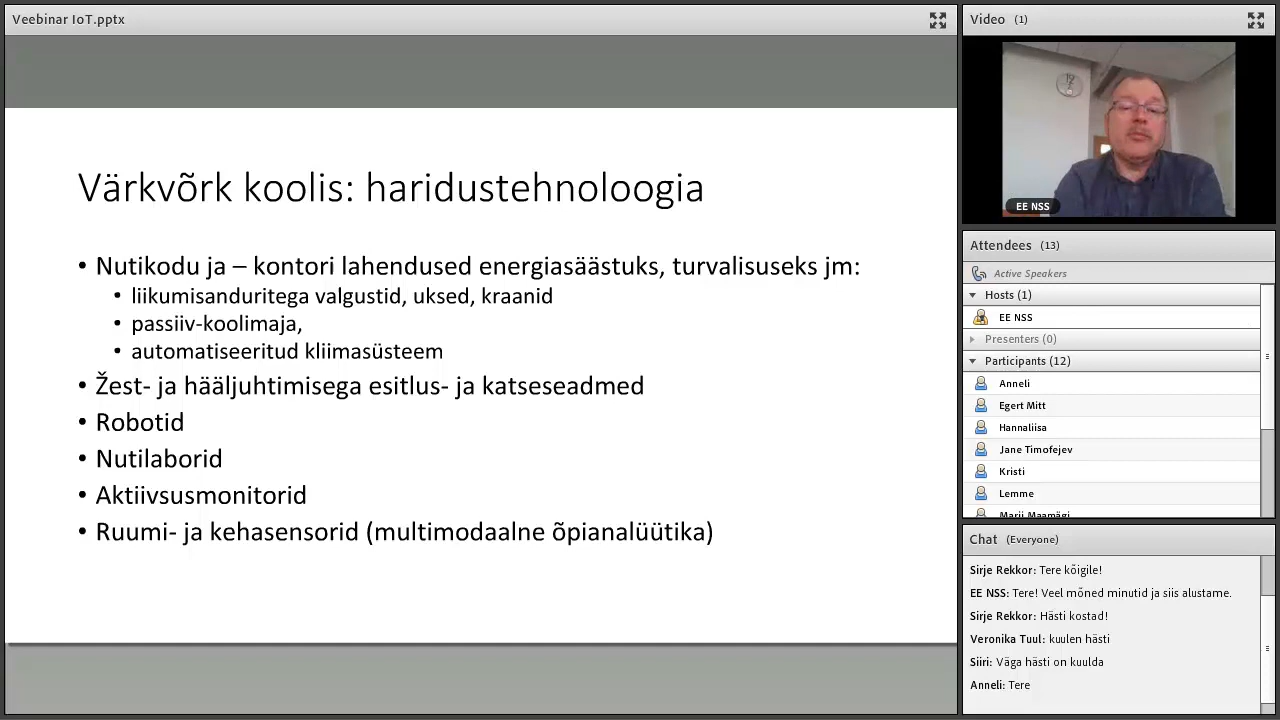 Veebinar IoT.pptx
Värkvõrk koolis: haridustehnoloogia
• Nutikodu ja – kontori lahendused energiasäästuks, turvalisuseks jm:
• liikumisanduritega valgustid, uksed, kraanid
• passiiv-koolimaja,
• automatiseeritud kliimasüsteem
• Žest- ja hääljuhtimisega esitlus- ja katseseadmed
• Robotid
• Nutilaborid
• Aktiivsusmonitorid
• Ruumi- ja kehasensorid (multimodaalne õpianalüütika)
Video (1)
EE NSS
Attendees (13)
Active Speakers
Hosts (1)
EE NSS
Presenters (0)
Participants (12)
Anneli
Egert Mitt
Hannaliisa
Jane Timofejev
Kristi
Lemme
Marii Maamägi
Chat (Everyone)
Sirje Rekkor: Tere kõigile!
EE NSS: Tere! Veel mõned minutid ja siis alustame.
Sirje Rekkor: Hästi kostad!
Veronika Tuul: kuulen hästi
Siiri: Väga hästi on kuulda
Anneli: Tere